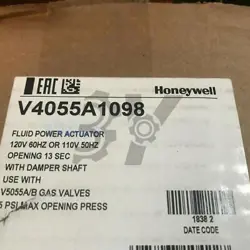 EAC Honeywell
V4055A1098
FLUID POWER ACTUATOR
120V 60HZ OR 110V 50HZ
OPENING 13 SEC
WITH DAMPER SHAFT
USE WITH
V5055A/B GAS VALVES
5 PSI MAX OPENING PRESS
1838 2
DATE CODE